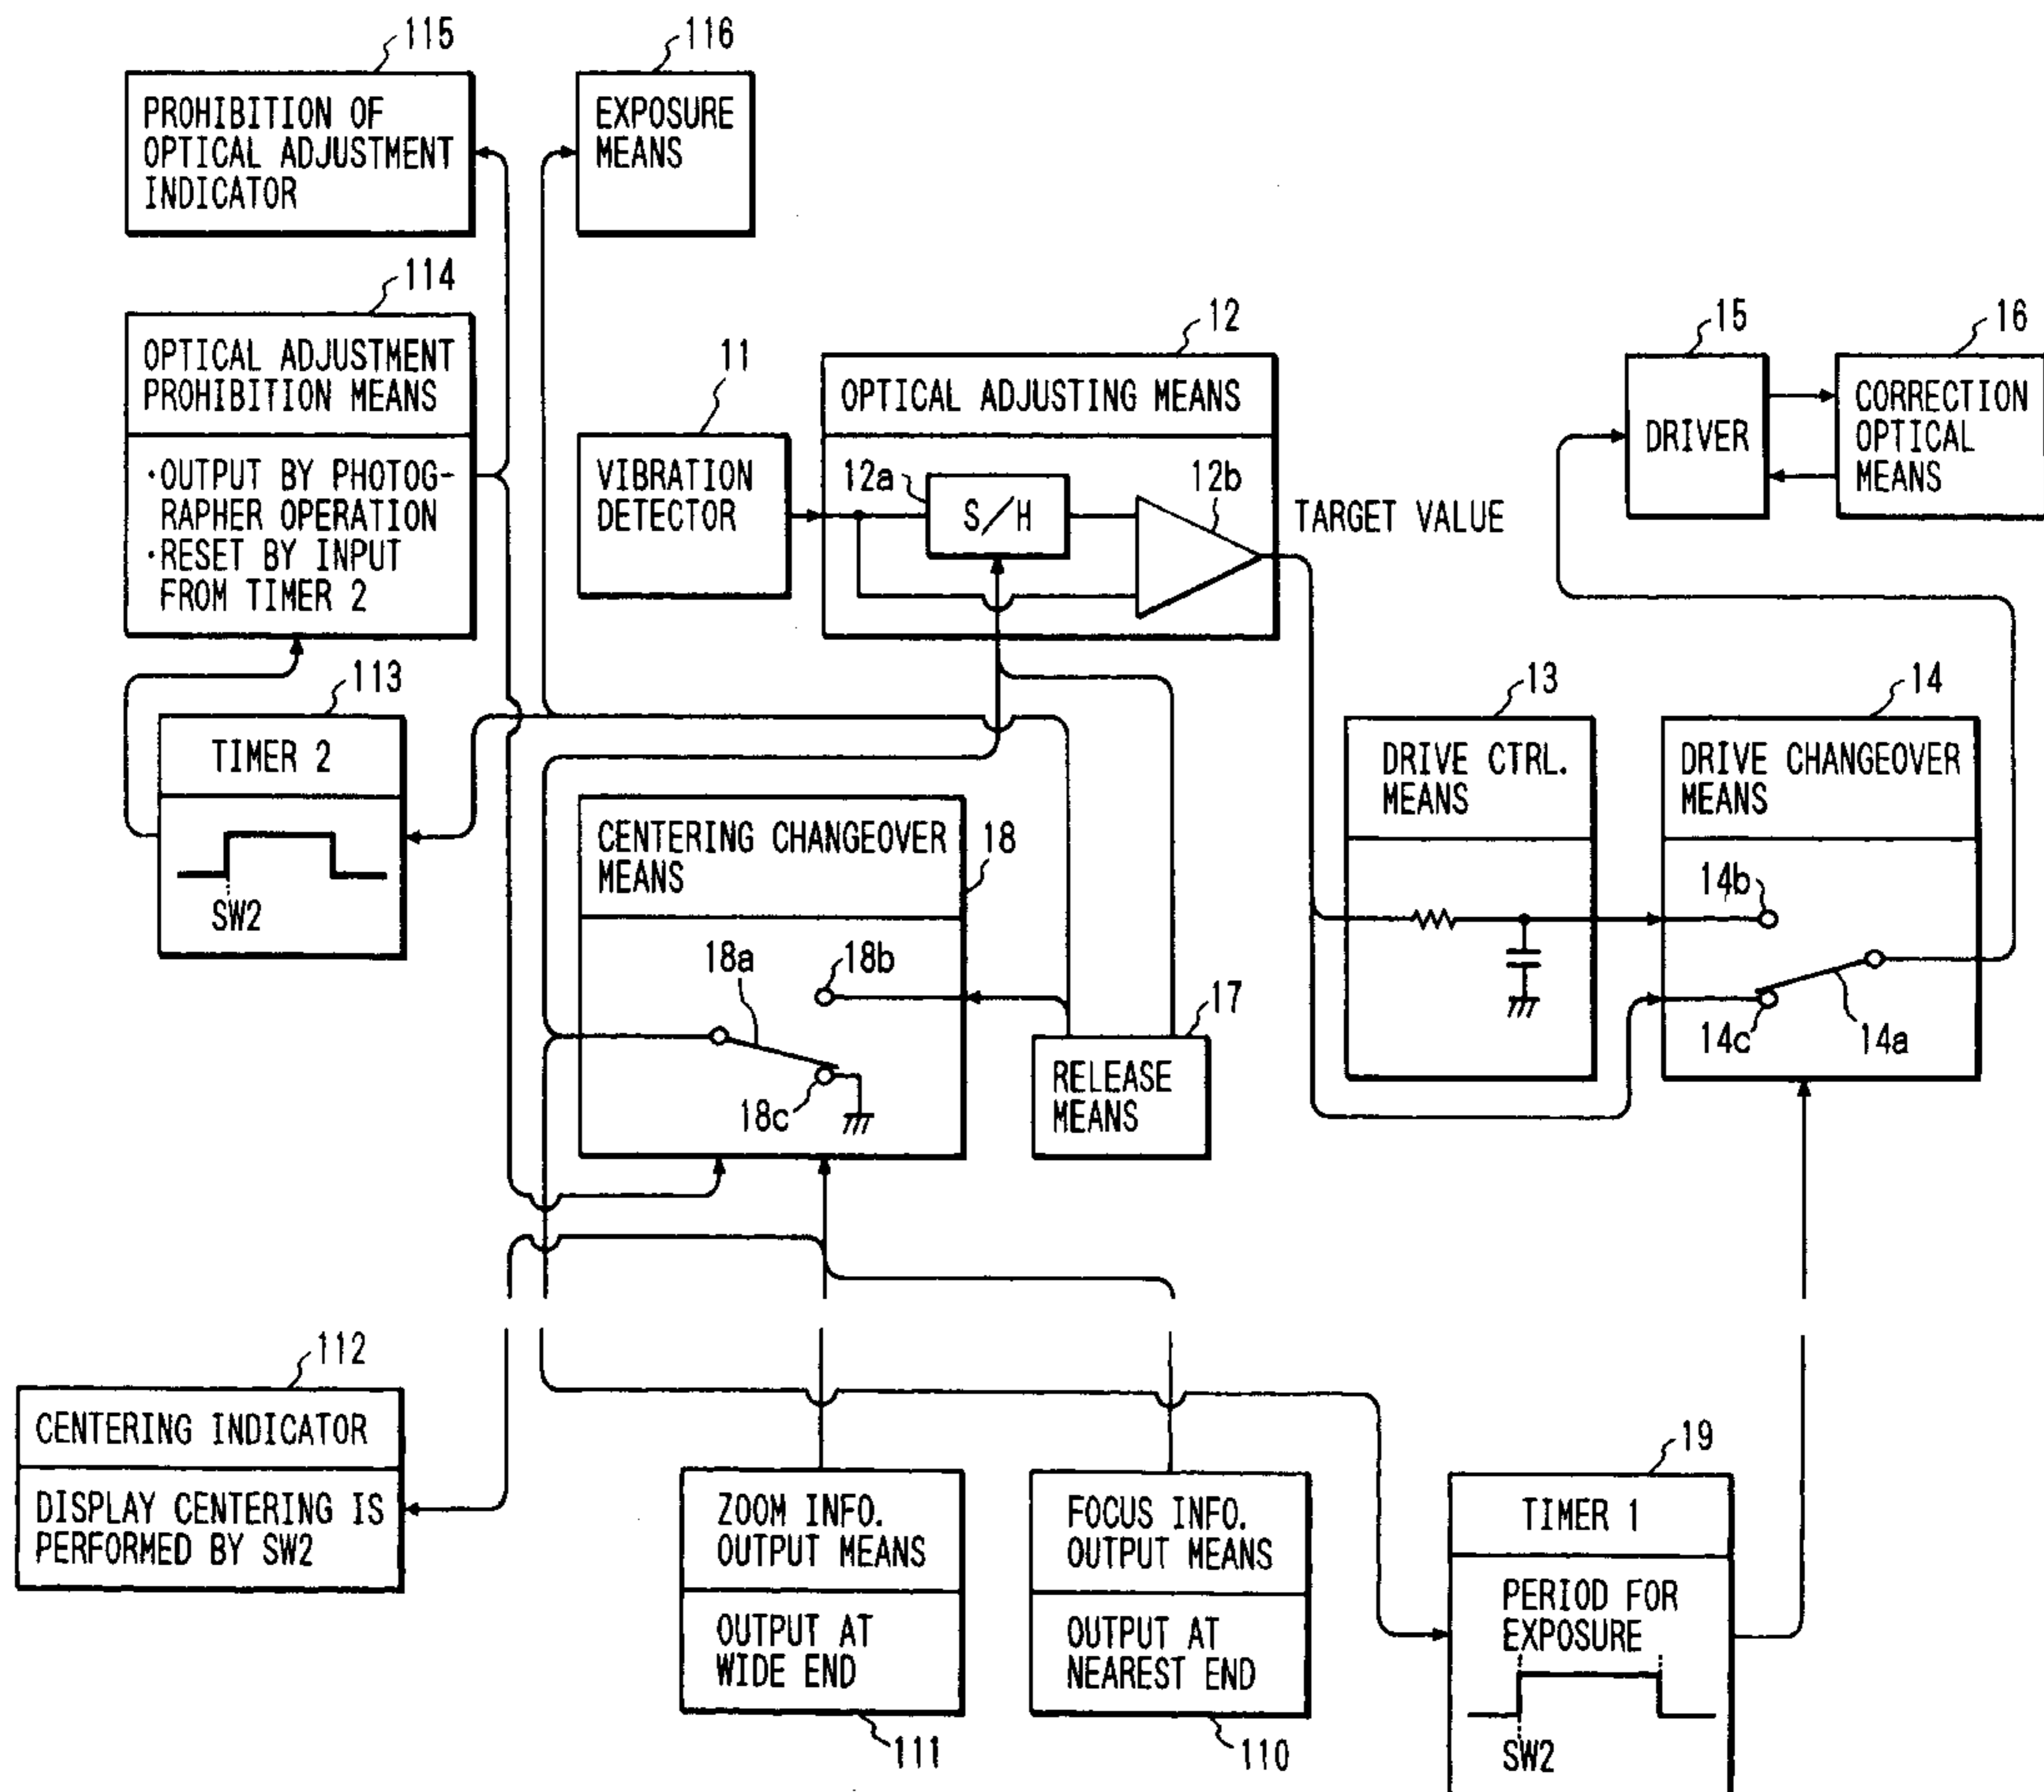 115
PROHIBITION OF
OPTICAL ADJUSTMENT
INDICATOR
116
EXPOSURE
MEANS
114
OPTICAL ADJUSTMENT
PROHIBITION MEANS
·OUTPUT BY PHOTOG-
RAPHER OPERATION
·RESET BY INPUT
FROM TIMER 2
11
VIBRATION
DETECTOR
12
OPTICAL ADJUSTING MEANS
12a
S/H
12b
TARGET VALUE
15
DRIVER
16
CORRECTION
OPTICAL
MEANS
113
TIMER 2
SW2
CENTERING CHANGEOVER
MEANS
18
18a
18b
18c
17
RELEASE
MEANS
13
DRIVE CTRL.
MEANS
14
DRIVE CHANGEOVER
MEANS
14b
14c
14a
112
CENTERING INDICATOR
DISPLAY CENTERING IS
PERFORMED BY SW2
ZOOM INFO.
OUTPUT MEANS
OUTPUT AT
WIDE END
111
FOCUS INFO.
OUTPUT MEANS
OUTPUT AT
NEAREST END
110
19
TIMER 1
PERIOD FOR
EXPOSURE
SW2